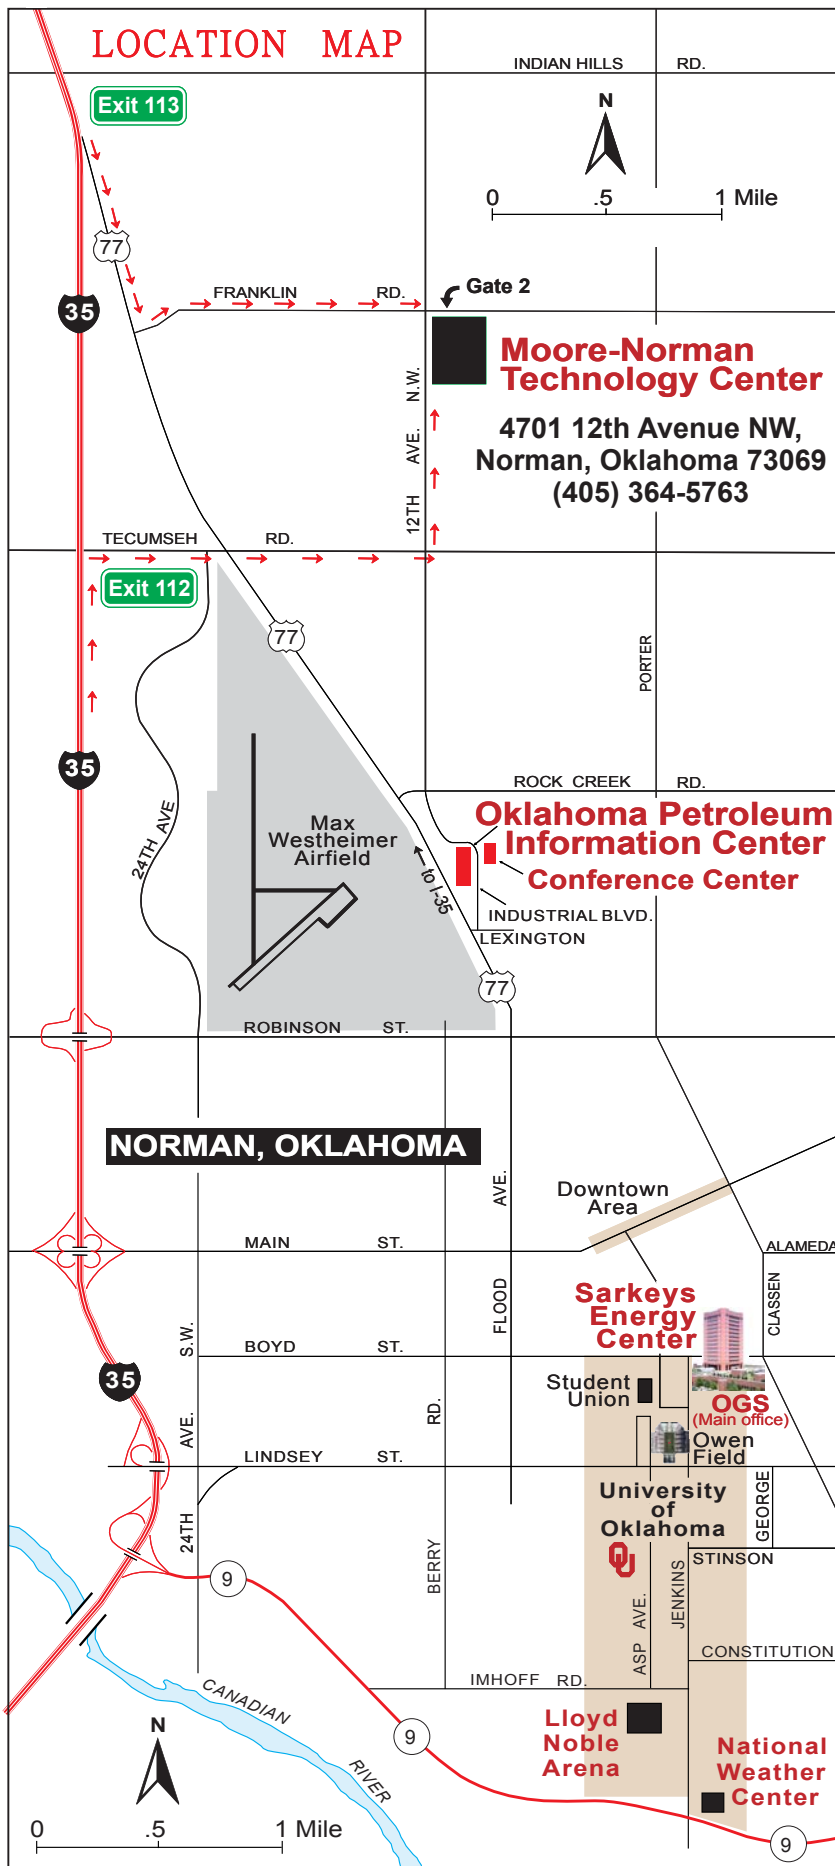 LOCATION MAP
INDIAN HILLS RD.
Exit 113
N
0 .5 1 Mile
77
Gate 2
FRANKLIN RD.
35
Moore-Norman
Technology Center
12TH AVE. N.W.
4701 12th Avenue NW,
Norman, Oklahoma 73069
(405) 364-5763
TECUMSEH RD.
Exit 112
77
PORTER
35
ROCK CREEK RD.
24TH AVE
Max
Westheimer
Airfield
Oklahoma Petroleum
Information Center
Conference Center
to I-35
INDUSTRIAL BLVD.
LEXINGTON
77
ROBINSON ST.
NORMAN, OKLAHOMA
FLOOD AVE.
Downtown
Area
MAIN ST.
ALAMEDA
CLASSEN
Sarkeys
Energy
Center
BOYD ST.
35
24TH AVE. S.W.
Student
Union
OGS
(Main office)
BERRY RD.
Owen
Field
LINDSEY ST.
University
of
Oklahoma
GEORGE
OU
STINSON
9
ASP AVE.
JENKINS
CONSTITUTION
IMHOFF RD.
CANADIAN RIVER
Lloyd
Noble
Arena
9
National
Weather
Center
N
0 .5 1 Mile
9